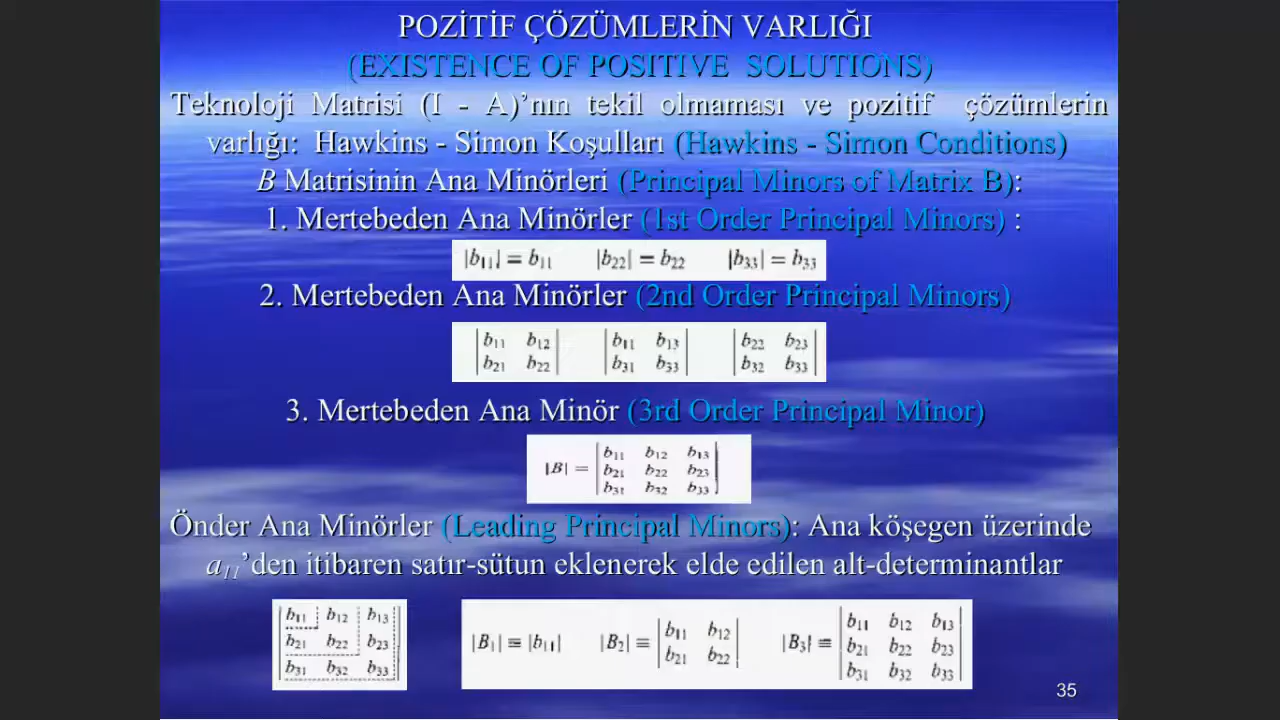 POZİTİF ÇÖZÜMLERİN VARLIĞI
(EXISTENCE OF POSITIVE SOLUTIONS)
Teknoloji Matrisi (I - A)’nın tekil olmaması ve pozitif çözümlerin
varlığı: Hawkins - Simon Koşulları (Hawkins - Simon Conditions)
B Matrisinin Ana Minörleri (Principal Minors of Matrix B):
1. Mertebeden Ana Minörler (1st Order Principal Minors) :
|b11| = b11 |b22| = b22 |b33| = b33
2. Mertebeden Ana Minörler (2nd Order Principal Minors)
|b11 b12| |b11 b13| |b22 b23|
|b21 b22| |b31 b33| |b32 b33|
3. Mertebeden Ana Minör (3rd Order Principal Minor)
|b11 b12 b13|
|B| = |b21 b22 b23|
|b31 b32 b33|
Önder Ana Minörler (Leading Principal Minors): Ana köşegen üzerinde
a11’den itibaren satır-sütun eklenerek elde edilen alt-determinantlar
|b11 b12 b13|
|b21 b22 b23|
|b31 b32 b33|
|B1| ≡ |b11| |B2| ≡ |b11 b12| |B3| ≡ |b11 b12 b13|
|b21 b22| |b21 b22 b23|
|b31 b32 b33|
35